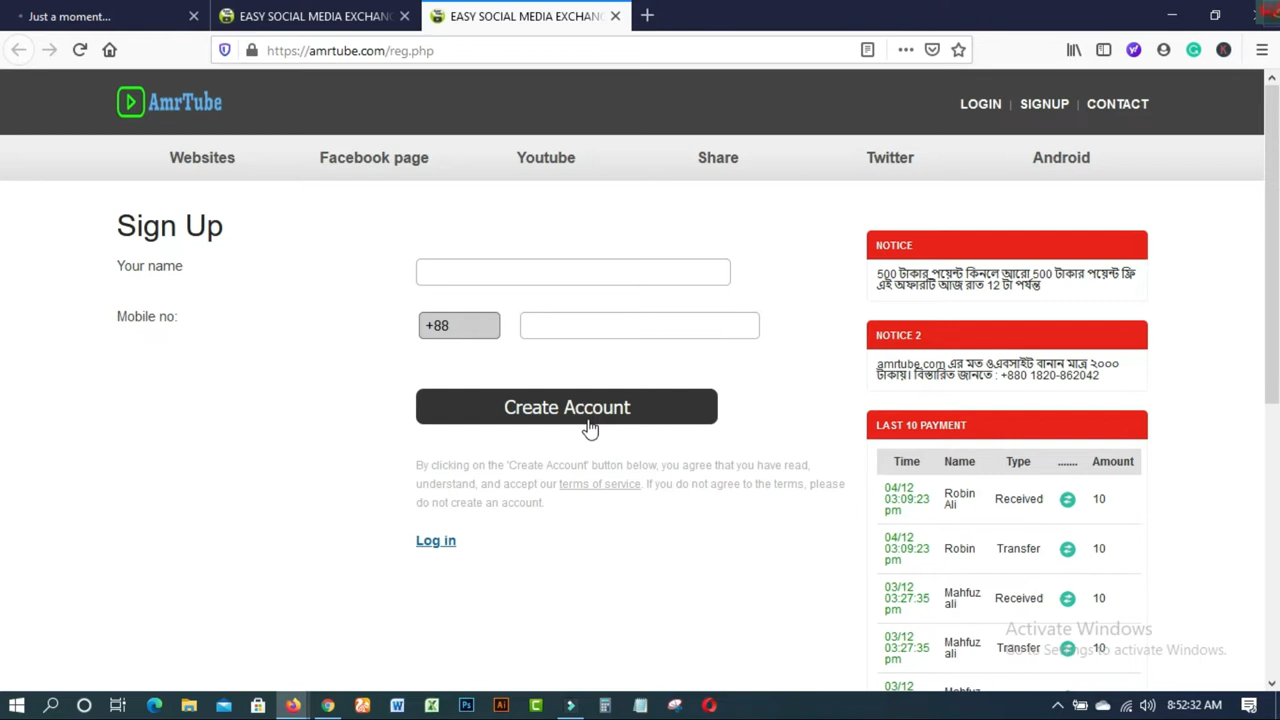 Just a moment...
EASY SOCIAL MEDIA EXCHAN
EASY SOCIAL MEDIA EXCHAN
https://amrtube.com/reg.php
AmrTube
LOGIN | SIGNUP | CONTACT
Websites Facebook page Youtube Share Twitter Android
Sign Up
Your name
Mobile no:
+88
Create Account
By clicking on the 'Create Account' button below, you agree that you have read,
understand, and accept our terms of service. If you do not agree to the terms, please
do not create an account.
Log in
NOTICE
500 টাকার পয়েন্ট কিনলে আরো 500 টাকার পয়েন্ট ফ্রি
এই অফারটি আজ রাত 12 টা পর্যন্ত
NOTICE 2
amrtube.com এর মত ওএবসাইট বানান মাত্র ২০০০
টাকায়। বিস্তারিত জানতে : +880 1820-862042
LAST 10 PAYMENT
Time Name Type ....... Amount
04/12
03:09:23
pm
Robin
Ali
Received
10
04/12
03:09:23
pm
Robin
Transfer
10
03/12
03:27:35
pm
Mahfuz
ali
Received
10
03/12
03:27:35
pm
Mahfuz
ali
Transfer
10
03/12
Activate Windows
Go to Settings to activate Windows.
8:52:32 AM